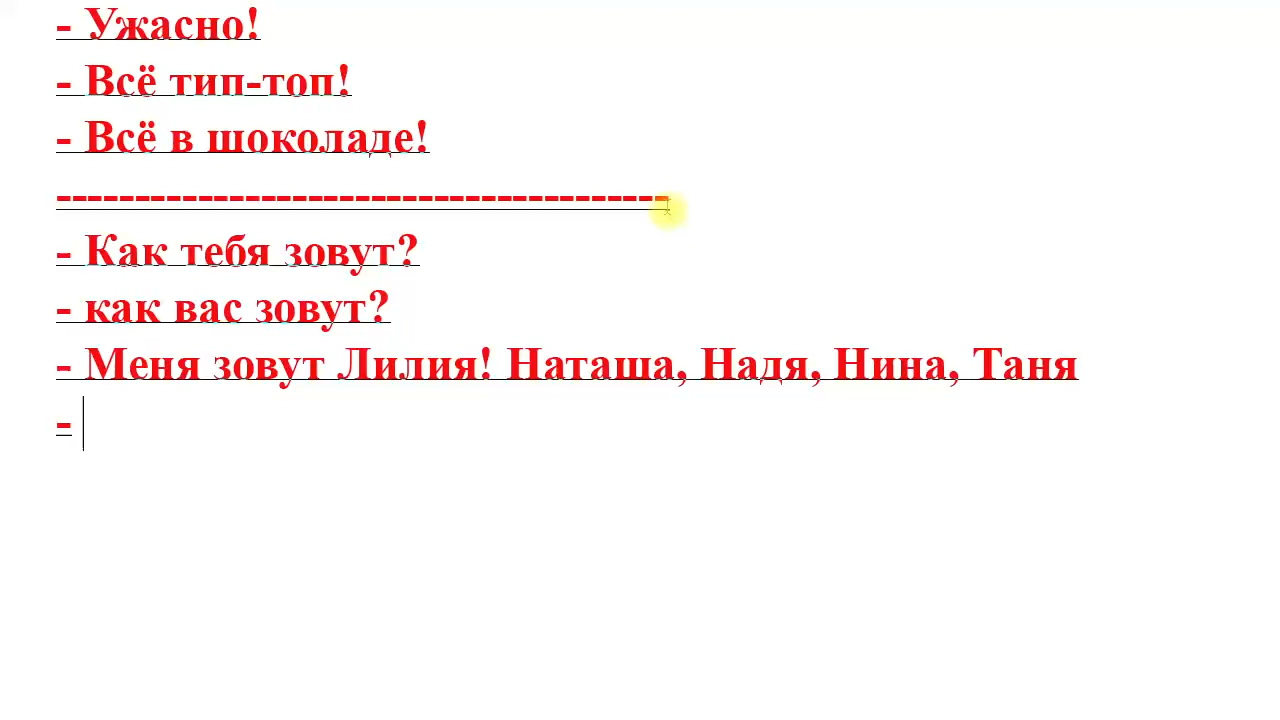 - Ужасно!
- Всё тип-топ!
- Всё в шоколаде!
---------------------------------------
- Как тебя зовут?
- как вас зовут?
- Меня зовут Лилия! Наташа, Надя, Нина, Таня
-